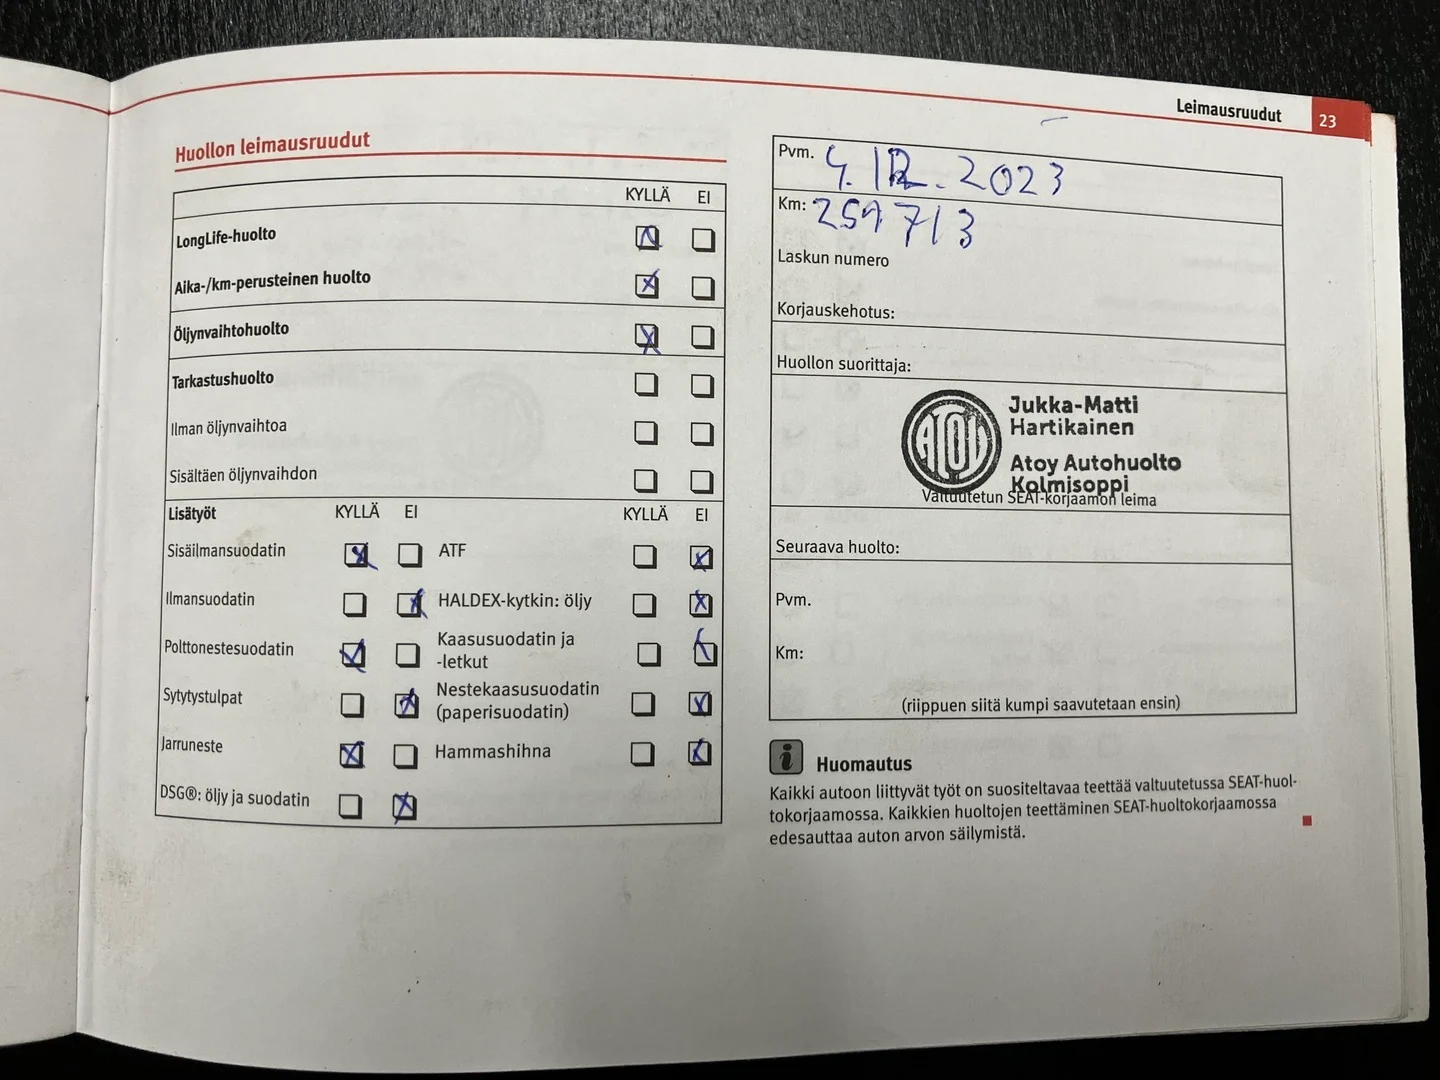 Leimausruudut 23
Huollon leimausruudut
KYLLÄ EI
LongLife-huolto
Aika-/km-perusteinen huolto
Öljynvaihtohuolto
Tarkastushuolto
Ilman öljynvaihtoa
Sisältäen öljynvaihdon
Lisätyöt KYLLÄ EI KYLLÄ EI
Sisäilmansuodatin ATF
Ilmansuodatin HALDEX-kytkin: öljy
Polttonestesuodatin Kaasusuodatin ja
-letkut
Sytytystulpat Nestekaasusuodatin
(paperisuodatin)
Jarruneste Hammashihna
DSG®: öljy ja suodatin
Pvm. 4.12.2023
Km:
Laskun numero
Korjauskehotus:
Huollon suorittaja:
ATOY
Jukka-Matti
Hartikainen
Atoy Autohuolto
Kolmisoppi
Valtuutetun SEAT-korjaamon leima
Seuraava huolto:
Pvm.
Km:
(riippuen siitä kumpi saavutetaan ensin)
i Huomautus
Kaikki autoon liittyvät työt on suositeltavaa teettää valtuutetussa SEAT-huol-
tokorjaamossa. Kaikkien huoltojen teettäminen SEAT-huoltokorjaamossa
edesauttaa auton arvon säilymistä.